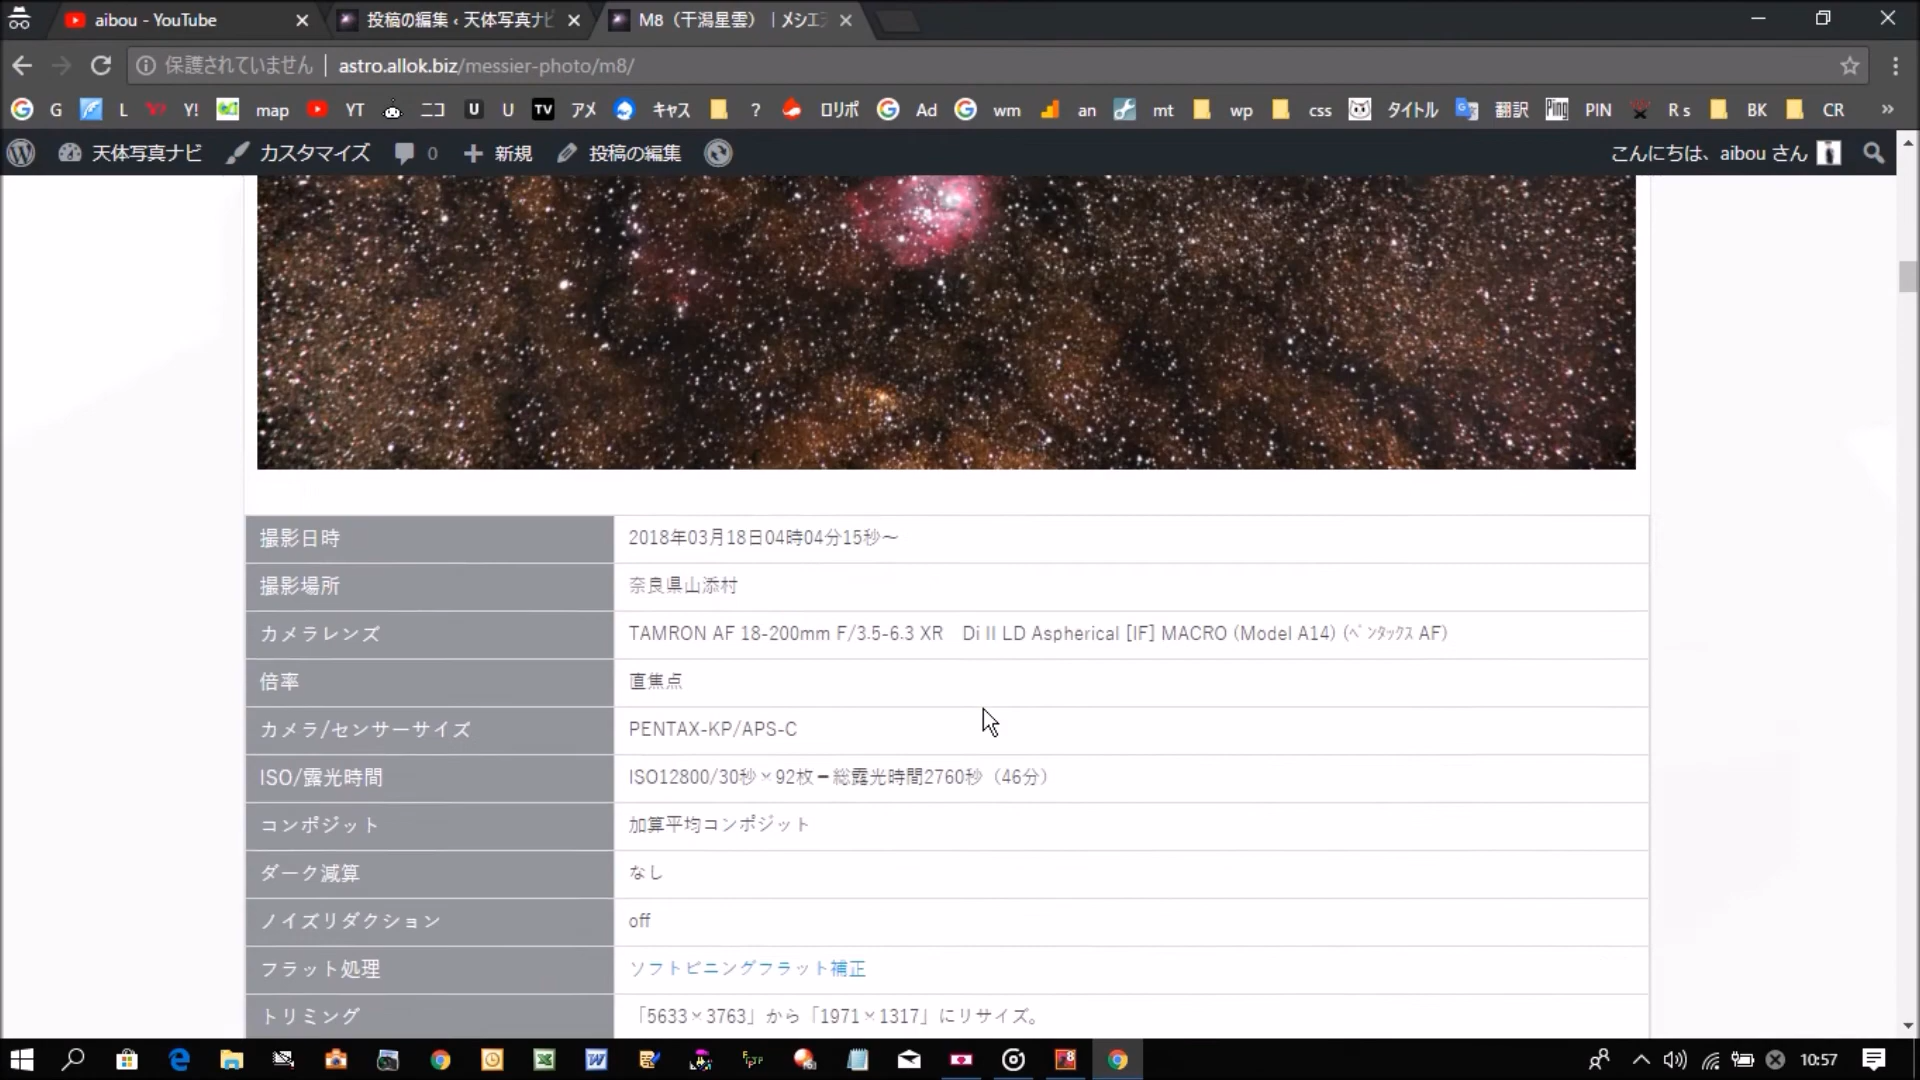 aibou - YouTube
投稿の編集 ‹ 天体写真ナビ
M8（干潟星雲） | メシエ天
保護されていません | astro.allok.biz/messier-photo/m8/
G L Y! map YT ニコ U U TV アメ キャス ? ロリポ Ad wm an mt wp css タイトル 翻訳 Ping PIN R s BK CR »
天体写真ナビ カスタマイズ 0 新規 投稿の編集 こんにちは、aibou さん
撮影日時 2018年03月18日04時04分15秒～
撮影場所 奈良県山添村
カメラレンズ TAMRON AF 18-200mm F/3.5-6.3 XR　Di II LD Aspherical [IF] MACRO (Model A14) (ﾍﾟﾝﾀｯｸｽ AF)
倍率 直焦点
カメラ/センサーサイズ PENTAX-KP/APS-C
ISO/露光時間 ISO12800/30秒×92枚＝総露光時間2760秒（46分）
コンポジット 加算平均コンポジット
ダーク減算 なし
ノイズリダクション off
フラット処理 ソフトビニングフラット補正
トリミング 「5633×3763」から「1971×1317」にリサイズ。
10:57